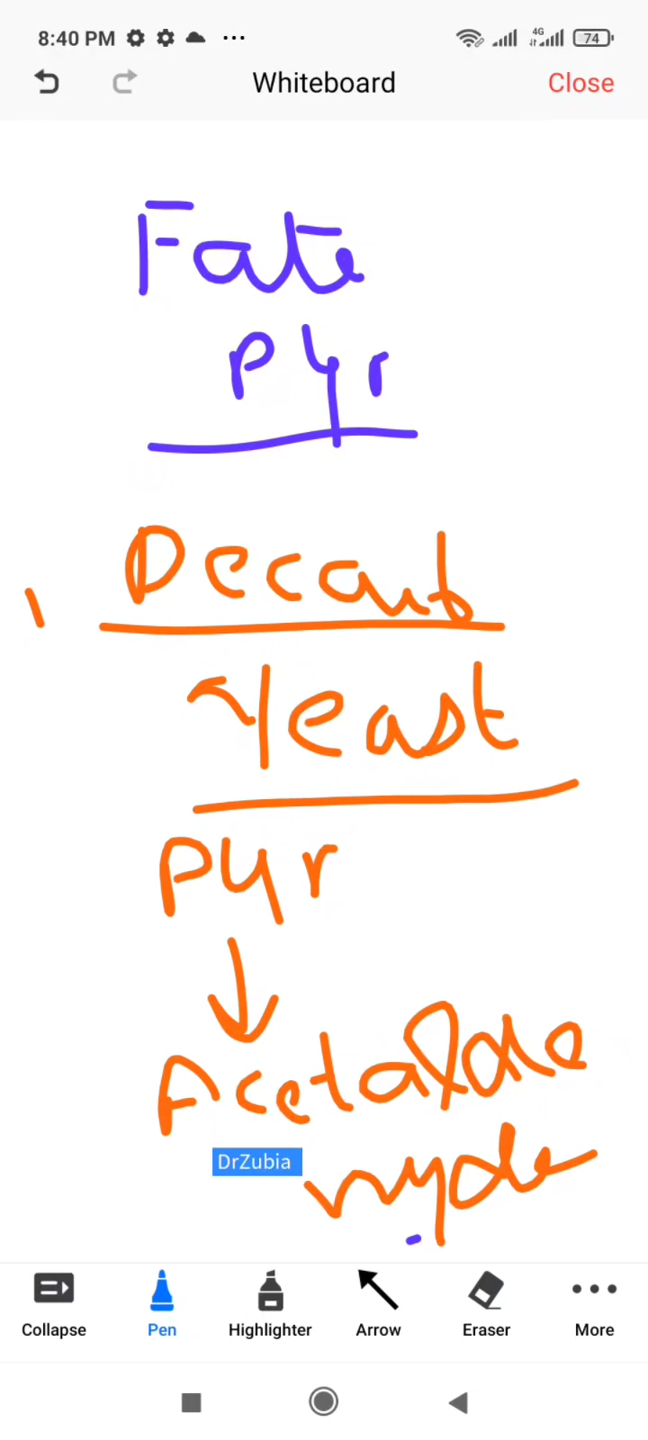 8:40 PM ... 4G 74
Whiteboard Close
Fate
Pyr
1 Decarb
Yeast
Pyr
Acetalde
hyde
DrZubia
Collapse Pen Highlighter Arrow Eraser More